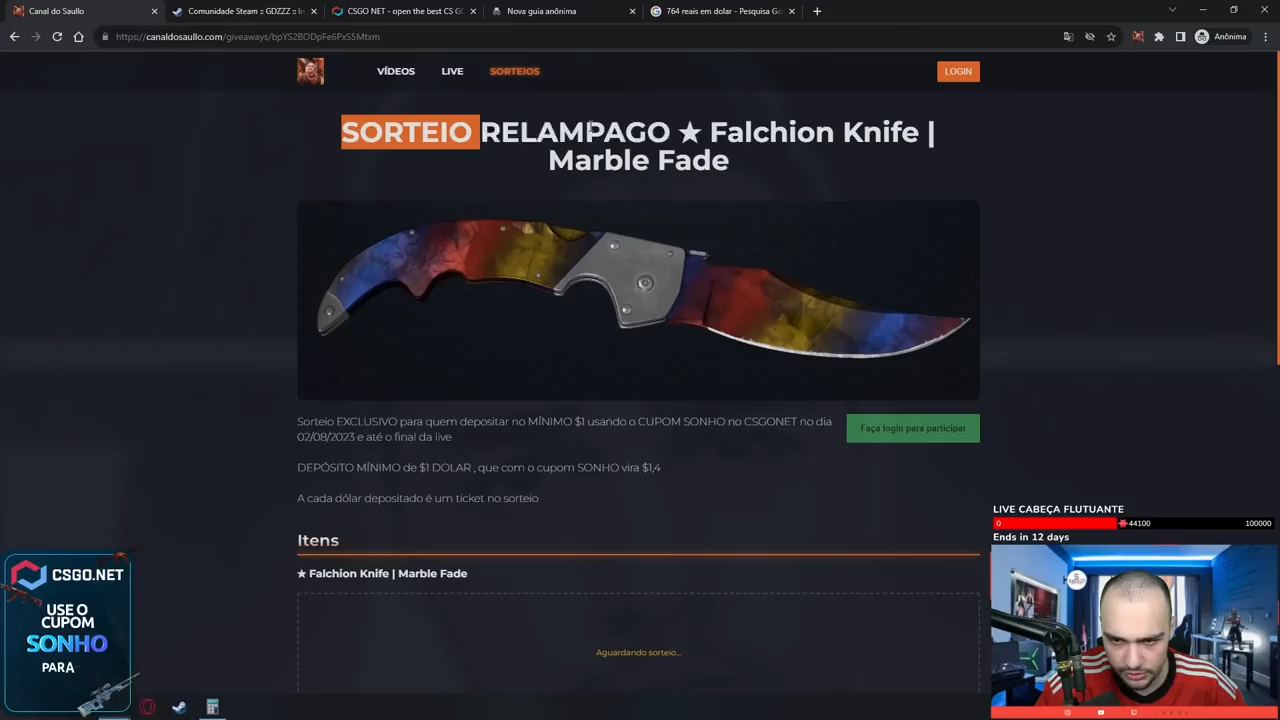 Canal do Saullo
Comunidade Steam :: GDZZZ :: In
CSGO NET - open the best CS GO
Nova guia anônima
764 reais em dolar - Pesquisa Go
https://canaldosaullo.com/giveaways/bpYS2BODpFe6PxS5Mtxm
Anônima
VÍDEOS
LIVE
SORTEIOS
LOGIN
SORTEIO RELAMPAGO ★ Falchion Knife |
Marble Fade
Sorteio EXCLUSIVO para quem depositar no MÍNIMO $1 usando o CUPOM SONHO no CSGONET no dia
02/08/2023 e até o final da live
Faça login para participar
DEPÓSITO MÍNIMO de $1 DOLAR , que com o cupom SONHO vira $1,4
A cada dólar depositado é um ticket no sorteio
Itens
★ Falchion Knife | Marble Fade
Aguardando sorteio...
LIVE CABEÇA FLUTUANTE
0
44100
100000
Ends in 12 days
CSGO.NET
USE O
CUPOM
SONHO
PARA